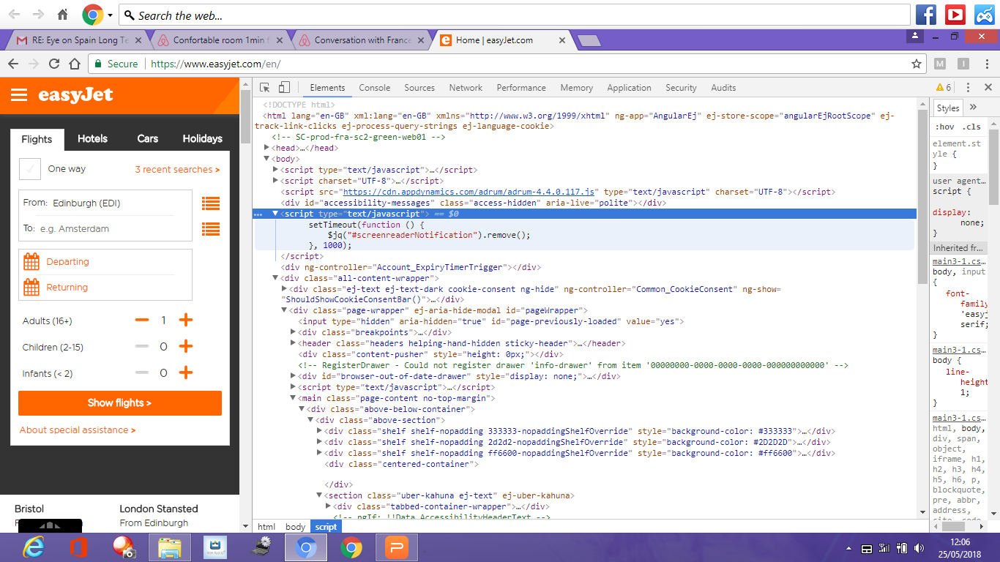 Search the web...
RE: Eye on Spain Long Te
Confortable room 1min f
Conversation with France
Home | easyJet.com
Secure
https://www.easyjet.com/en/
M
I
easyJet
Flights
Hotels
Cars
Holidays
One way
3 recent searches >
From: Edinburgh (EDI)
To: e.g. Amsterdam
Departing
Returning
Adults (16+)
1
Children (2-15)
0
Infants (< 2)
0
Show flights >
About special assistance >
Bristol
London Stansted
From Edinburgh
Elements
Console
Sources
Network
Performance
Memory
Application
Security
Audits
6
<!DOCTYPE html>
<html lang="en-GB" xml:lang="en-GB" xmlns="http://www.w3.org/1999/xhtml" ng-app="AngularEj" ej-store-scope="angularEjRootScope" ej-
track-link-clicks ej-process-query-strings ej-language-cookie>
<!-- SC-prod-fra-sc2-green-web01 -->
<head>…</head>
<body>
<script type="text/javascript">…</script>
<script charset="UTF-8">…</script>
<script src="https://cdn.appdynamics.com/adrum/adrum-4.4.0.117.js" type="text/javascript" charset="UTF-8"></script>
<div id="accessibility-messages" class="access-hidden" aria-live="polite"></div>
... <script type="text/javascript"> == $0
setTimeout(function () {
$jq("#screenreaderNotification").remove();
}, 1000);
</script>
<div ng-controller="Account_ExpiryTimerTrigger"></div>
<div class="all-content-wrapper">
<div class="ej-text ej-text-dark cookie-consent ng-hide" ng-controller="Common_CookieConsent" ng-show=
"ShouldShowCookieConsentBar()">…</div>
<div class="page-wrapper" ej-aria-hide-modal id="pageWrapper">
<input type="hidden" aria-hidden="true" id="page-previously-loaded" value="yes">
<div class="breakpoints">…</div>
<header class="headers helping-hand-hidden sticky-header">…</header>
<div class="content-pusher" style="height: 0px;"></div>
<!-- RegisterDrawer - Could not register drawer 'info-drawer' from item '00000000-0000-0000-0000-000000000000' -->
<div id="browser-out-of-date-drawer" style="display: none;">…</div>
<script type="text/javascript">…</script>
<main class="page-content no-top-margin">
<div class="above-below-container">
<div class="above-section">
<div class="shelf shelf-nopadding 333333-nopaddingShelfOverride" style="background-color: #333333">…</div>
<div class="shelf shelf-nopadding 2d2d2-nopaddingShelfOverride" style="background-color: #2D2D2D">…</div>
<div class="shelf shelf-nopadding ff6600-nopaddingShelfOverride" style="background-color: #ff6600">…</div>
<div class="centered-container">
</div>
<section class="uber-kahuna ej-text" ej-uber-kahuna>
<div class="tabbed-container-wrapper">…</div>
<!-- ngIf: !!Data.AccessibilityHeaderText -->
html
body
script
Styles
»
:hov .cls
element.st
yle {
}
user agent…
script {
display:
none;
}
Inherited fr…
main3-1.cs…
body, input
{
font-
family
'easyj
serif;
}
main3-1.cs…
body {
line-
height
1;
}
main3-1.cs…
html, body,
div, span,
object,
iframe, h1,
h2, h3, h4,
h5, h6, p,
blockquote,
pre, abbr,
address,
cite, code
12:06
25/05/2018